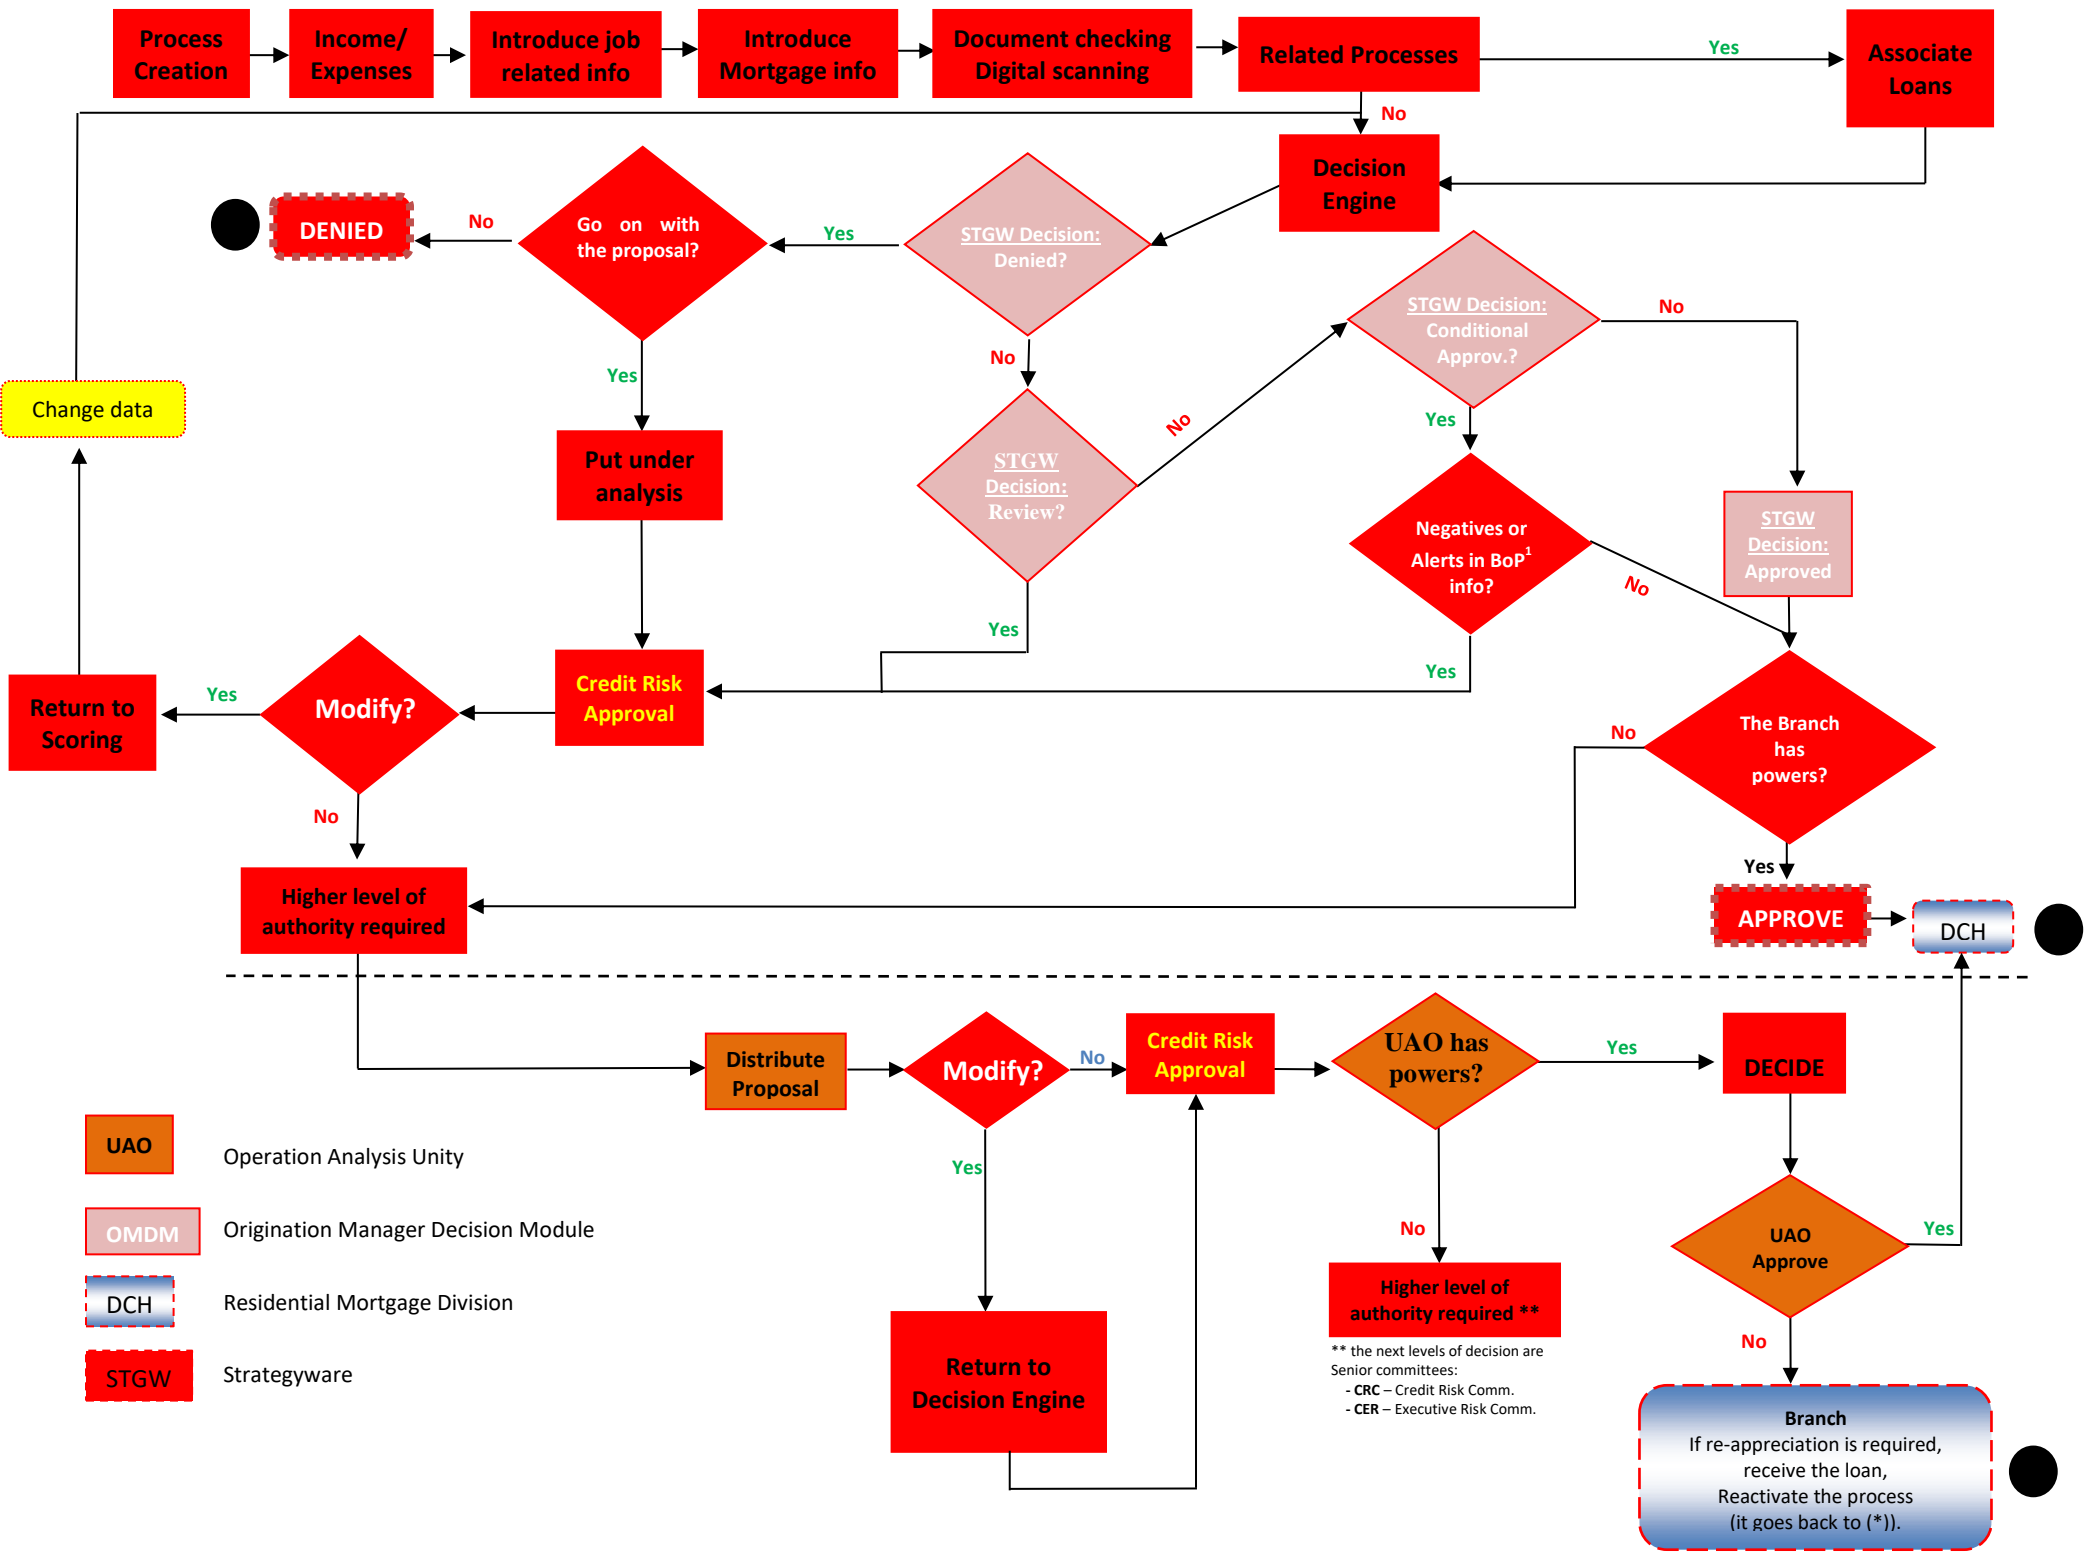 Process
Creation
Income/
Expenses
Introduce job
related info
Introduce
Mortgage info
Document checking
Digital scanning
Related Processes
Yes
Associate
Loans
No
Decision
Engine
DENIED
No
Go on with
the proposal?
Yes
STGW Decision:
Denied?
STGW Decision:
Conditional
Approv.?
No
No
Yes
Change data
Yes
No
Put under
analysis
STGW
Decision:
Review?
Negatives or
Alerts in BoP1
info?
STGW
Decision:
Approved
No
Yes
Yes
Credit Risk
Approval
Modify?
Yes
Return to
Scoring
No
The Branch
has
powers?
No
Yes
Higher level of
authority required
APPROVE
DCH
Distribute
Proposal
Modify?
No
Credit Risk
Approval
UAO has
powers?
Yes
DECIDE
UAO
Operation Analysis Unity
Yes
OMDM
Origination Manager Decision Module
No
UAO
Approve
Yes
DCH
Residential Mortgage Division
Higher level of
authority required **
No
STGW
Strategyware
Return to
Decision Engine
** the next levels of decision are
Senior committees:
- CRC – Credit Risk Comm.
- CER – Executive Risk Comm.
Branch
If re-appreciation is required,
receive the loan,
Reactivate the process
(it goes back to (*)).